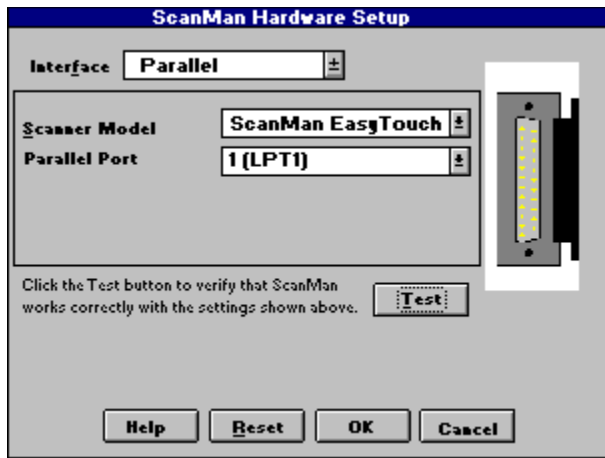 ScanMan Hardware Setup
Interface Parallel
Scanner Model ScanMan EasyTouch
Parallel Port 1 (LPT1)
Click the Test button to verify that ScanMan
works correctly with the settings shown above.
Test
Help Reset OK Cancel